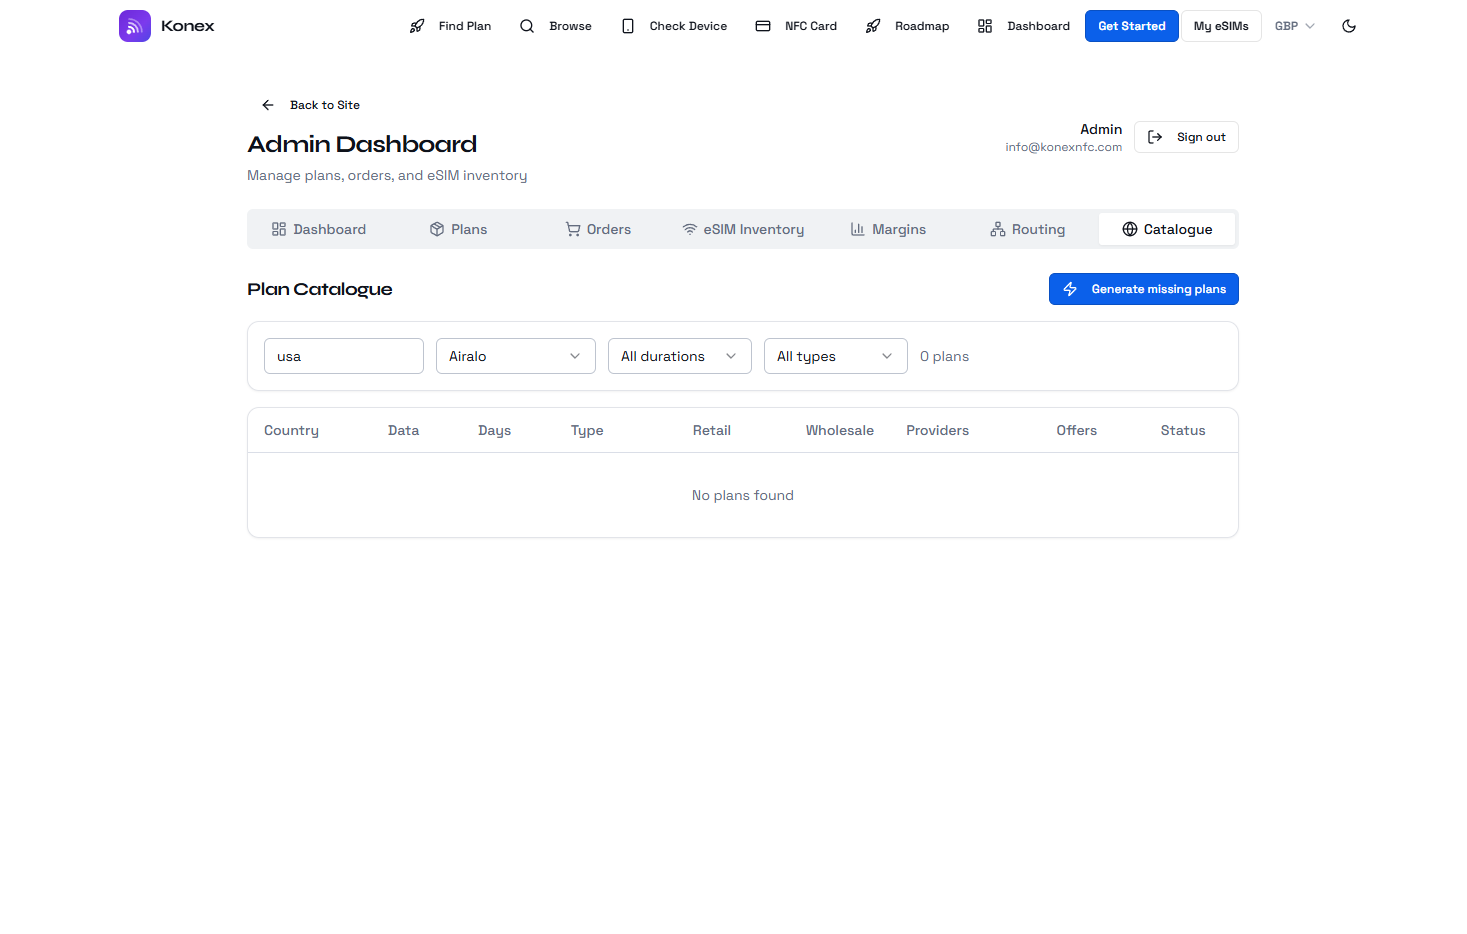 Konex
Find Plan Browse Check Device NFC Card Roadmap Dashboard Get Started My eSIMs GBP
Back to Site
Admin Dashboard
Manage plans, orders, and eSIM inventory
Admin
info@konexnfc.com
Sign out
Dashboard Plans Orders eSIM Inventory Margins Routing Catalogue
Plan Catalogue
Generate missing plans
usa Airalo All durations All types 0 plans
Country Data Days Type Retail Wholesale Providers Offers Status
No plans found